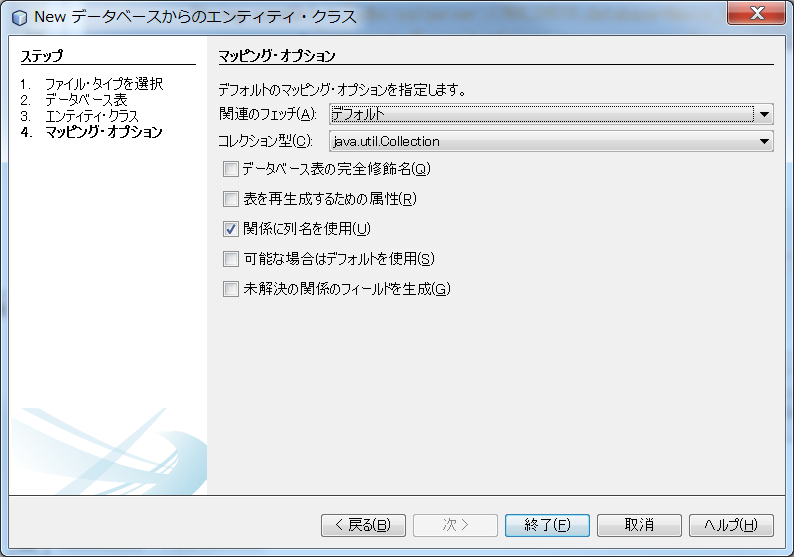 New データベースからのエンティティ・クラス
ステップ
1. ファイル・タイプを選択
2. データベース表
3. エンティティ・クラス
4. マッピング・オプション
マッピング・オプション
デフォルトのマッピング・オプションを指定します。
関連のフェッチ(A): デフォルト
コレクション型(C): java.util.Collection
データベース表の完全修飾名(Q)
表を再生成するための属性(R)
関係に列名を使用(U)
可能な場合はデフォルトを使用(S)
未解決の関係のフィールドを生成(G)
< 戻る(B) 次 > 終了(F) 取消 ヘルプ(H)